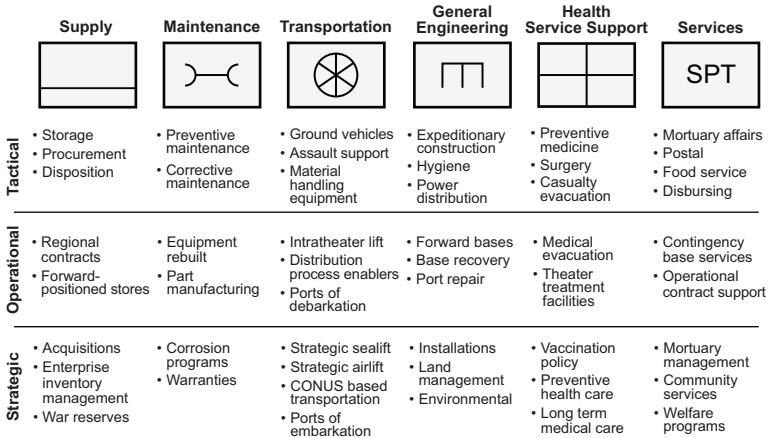 Supply
Maintenance
Transportation
General
Engineering
Health
Service Support
Services
SPT
Tactical
• Storage
• Procurement
• Disposition
• Preventive
maintenance
• Corrective
maintenance
• Ground vehicles
• Assault support
• Material
handling
equipment
• Expeditionary
construction
• Hygiene
• Power
distribution
• Preventive
medicine
• Surgery
• Casualty
evacuation
• Mortuary affairs
• Postal
• Food service
• Disbursing
Operational
• Regional
contracts
• Forward-
positioned stores
• Equipment
rebuilt
• Part
manufacturing
• Intratheater lift
• Distribution
process enablers
• Ports of
debarkation
• Forward bases
• Base recovery
• Port repair
• Medical
evacuation
• Theater
treatment
facilities
• Contingency
base services
• Operational
contract support
Strategic
• Acquisitions
• Enterprise
inventory
management
• War reserves
• Corrosion
programs
• Warranties
• Strategic sealift
• Strategic airlift
• CONUS based
transportation
• Ports of
embarkation
• Installations
• Land
management
• Environmental
• Vaccination
policy
• Preventive
health care
• Long term
medical care
• Mortuary
management
• Community
services
• Welfare
programs